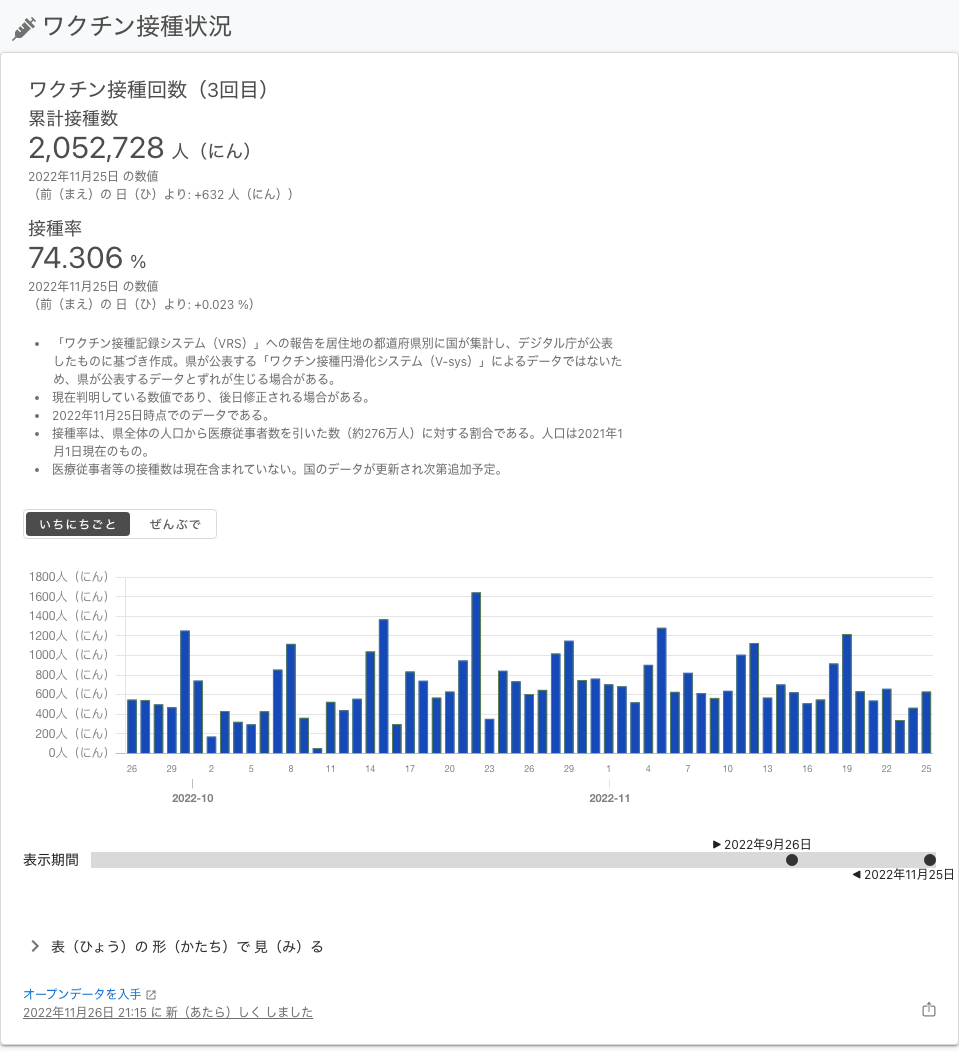 ワクチン接種状況
ワクチン接種回数（3回目）
累計接種数
2,052,728 人（にん）
2022年11月25日 の数値
（前（まえ）の 日（ひ）より: +632 人（にん））
接種率
74.306 %
2022年11月25日 の数値
（前（まえ）の 日（ひ）より: +0.023 %）
「ワクチン接種記録システム（VRS）」への報告を居住地の都道府県別に国が集計し、デジタル庁が公表
したものに基づき作成。県が公表する「ワクチン接種円滑化システム（V-sys）」によるデータではないた
め、県が公表するデータとずれが生じる場合がある。
現在判明している数値であり、後日修正される場合がある。
2022年11月25日時点でのデータである。
接種率は、県全体の人口から医療従事者数を引いた数（約276万人）に対する割合である。人口は2021年1
月1日現在のもの。
医療従事者等の接種数は現在含まれていない。国のデータが更新され次第追加予定。
いちにちごと ぜんぶで
1800人（にん）
1600人（にん）
1400人（にん）
1200人（にん）
1000人（にん）
800人（にん）
600人（にん）
400人（にん）
200人（にん）
0人（にん）
26 29 2 5 8 11 14 17 20 23 26 29 1 4 7 10 13 16 19 22 25
2022-10 2022-11
▶ 2022年9月26日
表示期間
◀ 2022年11月25日
表（ひょう）の 形（かたち）で 見（み）る
オープンデータを入手
2022年11月26日 21:15 に 新（あたら）しく しました